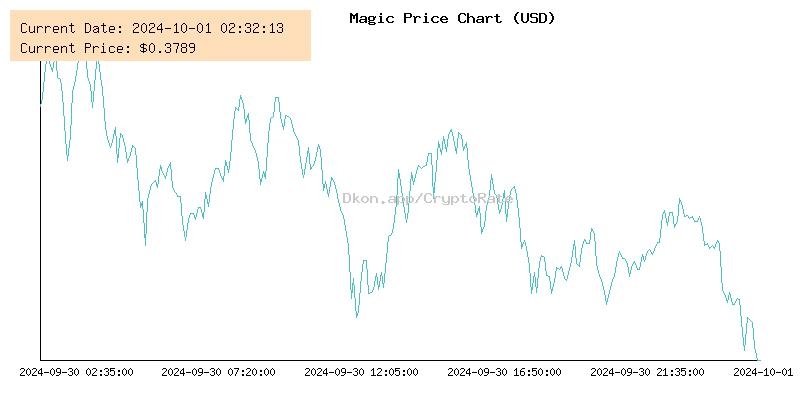 Magic Price Chart (USD)
Current Date: 2024-10-01 02:32:13
Current Price: $0.3789
Dkon.app/CryptoRate
2024-09-30 02:35:00 2024-09-30 07:20:00 2024-09-30 12:05:00 2024-09-30 16:50:00 2024-09-30 21:35:00 2024-10-01